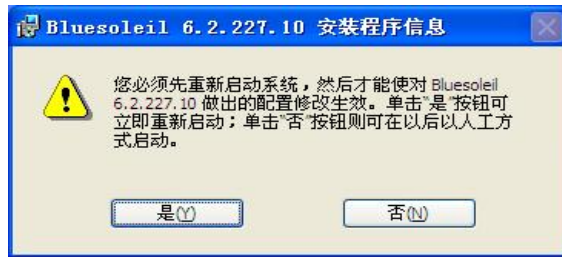 Bluesoleil 6.2.227.10 安装程序信息
您必须先重新启动系统，然后才能使对 Bluesoleil
6.2.227.10 做出的配置修改生效。单击“是”按钮可
立即重新启动；单击“否”按钮则可在以后以人工方
式启动。
是(Y)
否(N)